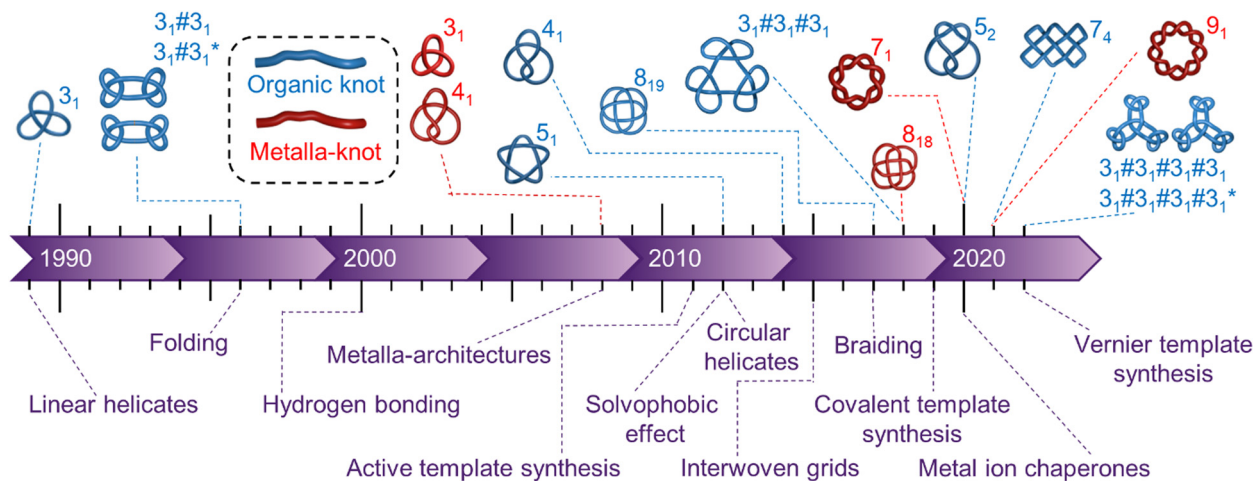 3₁#3₁
3₁#3₁*
3₁
Organic knot
Metalla-knot
3₁
4₁
4₁
5₁
8₁₉
3₁#3₁#3₁
7₁
8₁₈
5₂
7₄
9₁
3₁#3₁#3₁#3₁
3₁#3₁#3₁#3₁*
1990
2000
2010
2020
Linear helicates
Folding
Hydrogen bonding
Metalla-architectures
Active template synthesis
Solvophobic
effect
Circular
helicates
Interwoven grids
Braiding
Covalent template
synthesis
Metal ion chaperones
Vernier template
synthesis